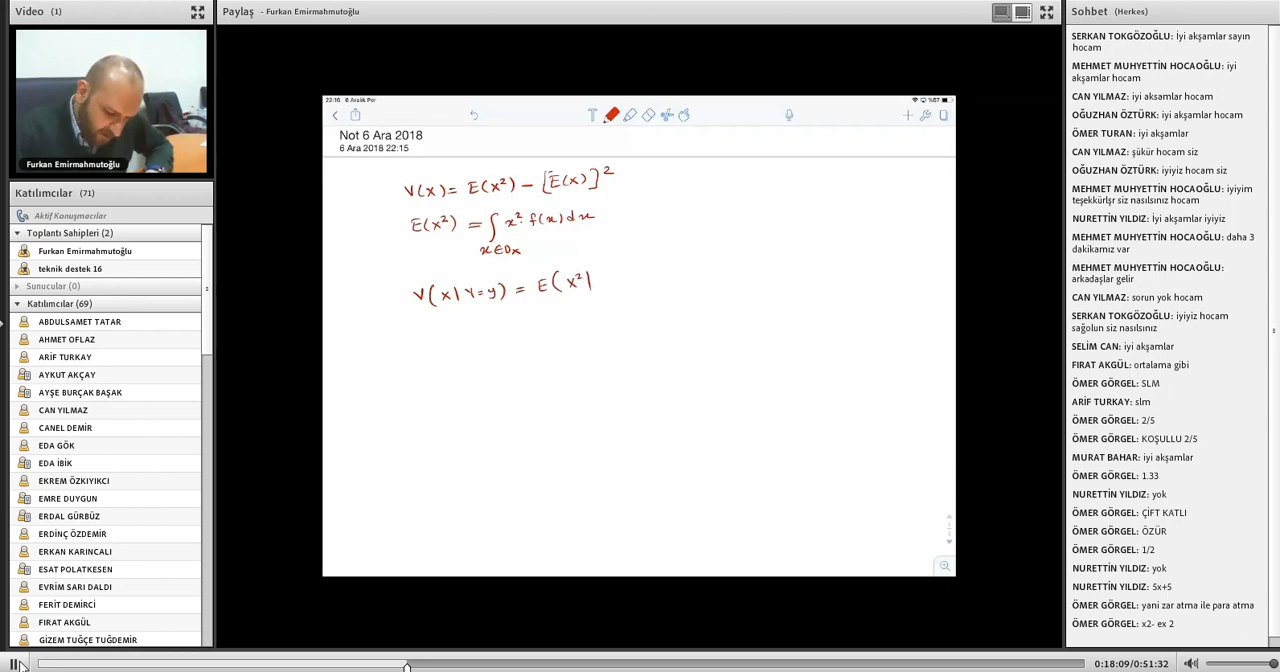 Video (1)
Furkan Emirmahmutoğlu
Katılımcılar (71)
Aktif Konuşmacılar
Toplantı Sahipleri (2)
Furkan Emirmahmutoğlu
teknik destek 16
Sunucular (0)
Katılımcılar (69)
ABDULSAMET TATAR
AHMET OFLAZ
ARİF TURKAY
AYKUT AKÇAY
AYŞE BURÇAK BAŞAK
CAN YILMAZ
CANEL DEMİR
EDA GÖK
EDA İBİK
EKREM ÖZKIYIKCI
EMRE DUYGUN
ERDAL GÜRBÜZ
ERDİNÇ ÖZDEMİR
ERKAN KARINCALI
ESAT POLATKESEN
EVRİM SARI DALDI
FERİT DEMİRCİ
FIRAT AKGÜL
GİZEM TUĞÇE TUĞDEMİR
Paylaş - Furkan Emirmahmutoğlu
22:16 6 Aralık Per
%67
Not 6 Ara 2018
6 Ara 2018 22:15
V(x) = E(x²) − [E(x)]²
E(x²) = ∫ x². f(x) dx
x∈Dx
V(x|Y=y) = E(x²|
Sohbet (Herkes)
SERKAN TOKGÖZOĞLU: İyi akşamlar sayın
hocam
MEHMET MUHYETTİN HOCAOĞLU: iyi
akşamlar hocam
CAN YILMAZ: iyi aksamlar hocam
OĞUZHAN ÖZTÜRK: iyi akşamlar hocam
ÖMER TURAN: iyi akşamlar
CAN YILMAZ: şükür hocam siz
OĞUZHAN ÖZTÜRK: iyiyiz hocam siz
MEHMET MUHYETTİN HOCAOĞLU: iyiyim
teşekkürlşr siz nasılsınız hocam
NURETTİN YILDIZ: İyi akşamlar iyiyiz
MEHMET MUHYETTİN HOCAOĞLU: daha 3
dakikamız var
MEHMET MUHYETTİN HOCAOĞLU:
arkadaşlar gelir
CAN YILMAZ: sorun yok hocam
SERKAN TOKGÖZOĞLU: iyiyiz hocam
sağolun siz nasılsınız
SELİM CAN: iyi akşamlar
FIRAT AKGÜL: ortalama gibi
ÖMER GÖRGEL: SLM
ARİF TURKAY: slm
ÖMER GÖRGEL: 2/5
ÖMER GÖRGEL: KOŞULLU 2/5
MURAT BAHAR: iyi akşamlar
ÖMER GÖRGEL: 1.33
NURETTİN YILDIZ: yok
ÖMER GÖRGEL: ÇİFT KATLI
ÖMER GÖRGEL: ÖZÜR
ÖMER GÖRGEL: 1/2
NURETTİN YILDIZ: yok
NURETTİN YILDIZ: 5x+5
ÖMER GÖRGEL: yani zar atma ile para atma
ÖMER GÖRGEL: x2- ex 2
0:18:09/0:51:32